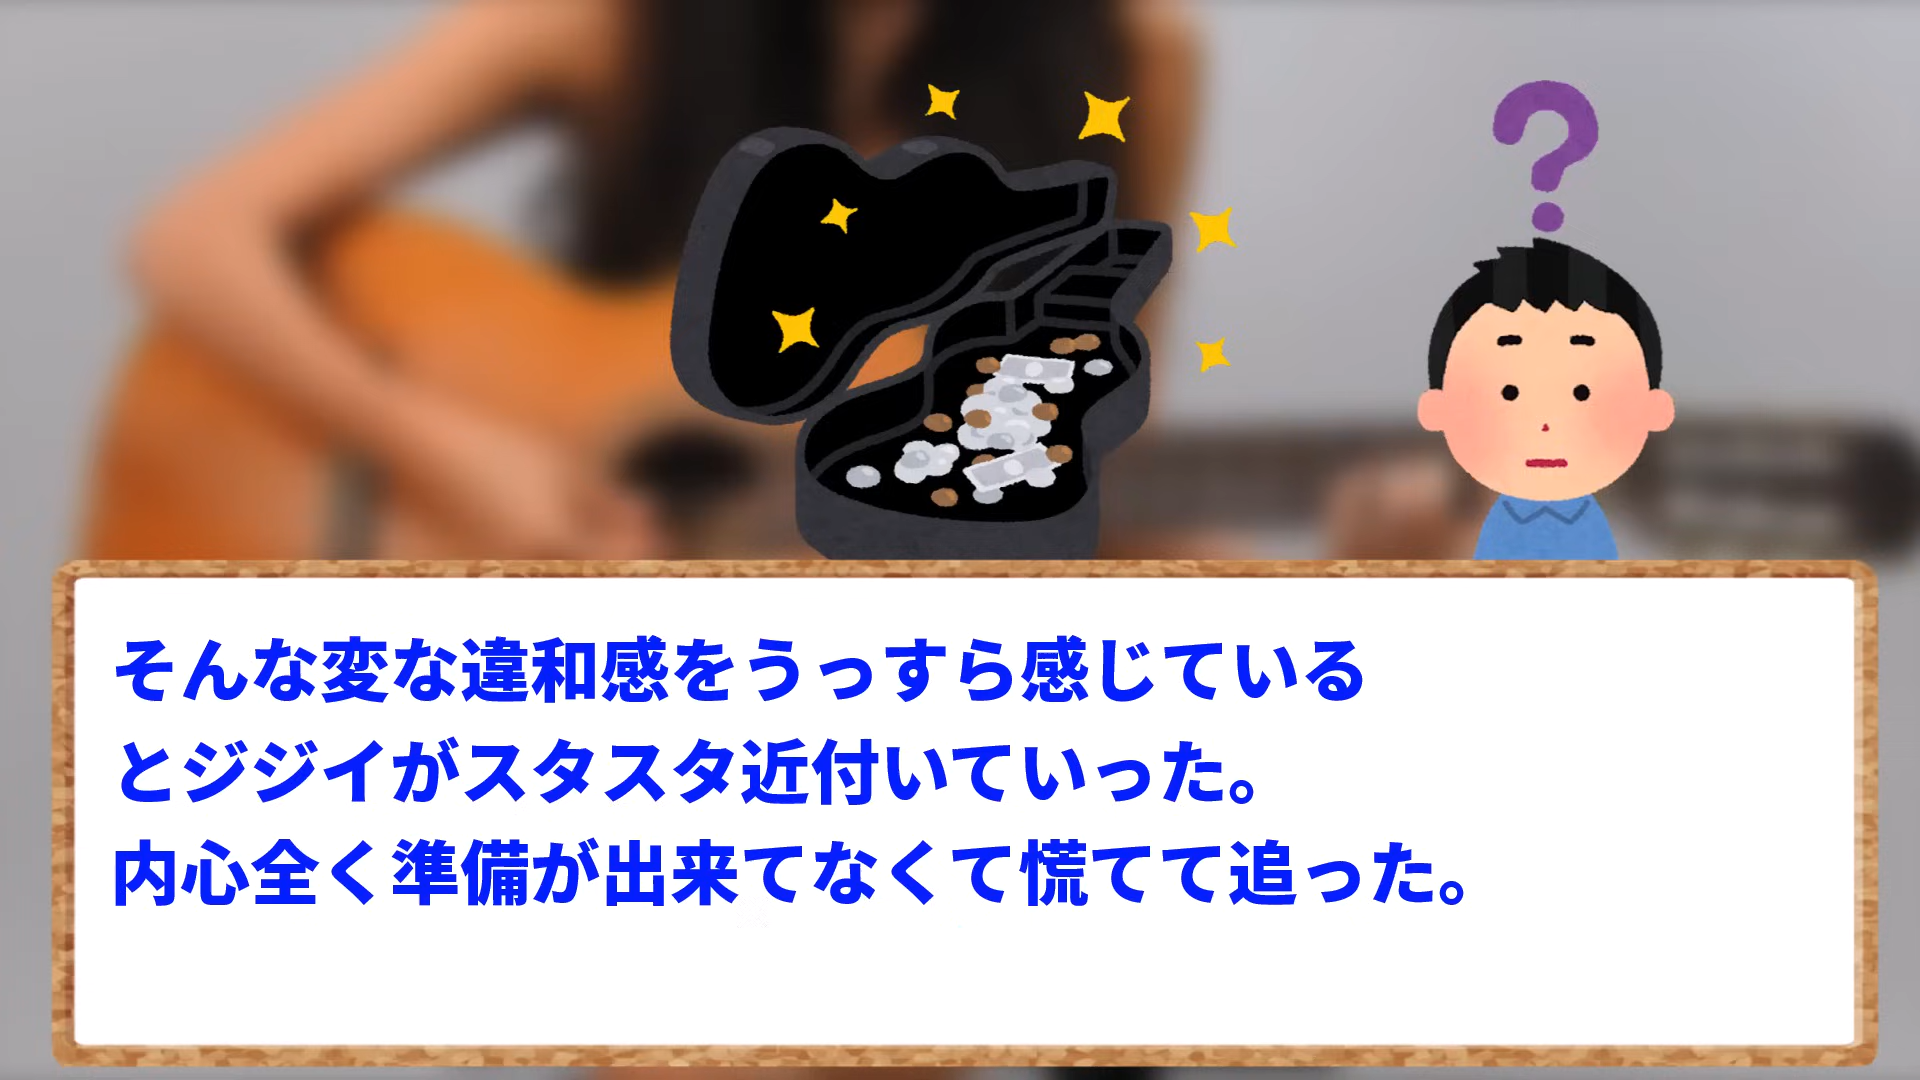 そんな変な違和感をうっすら感じている
とジジイがスタスタ近付いていった。
内心全く準備が出来てなくて慌てて追った。